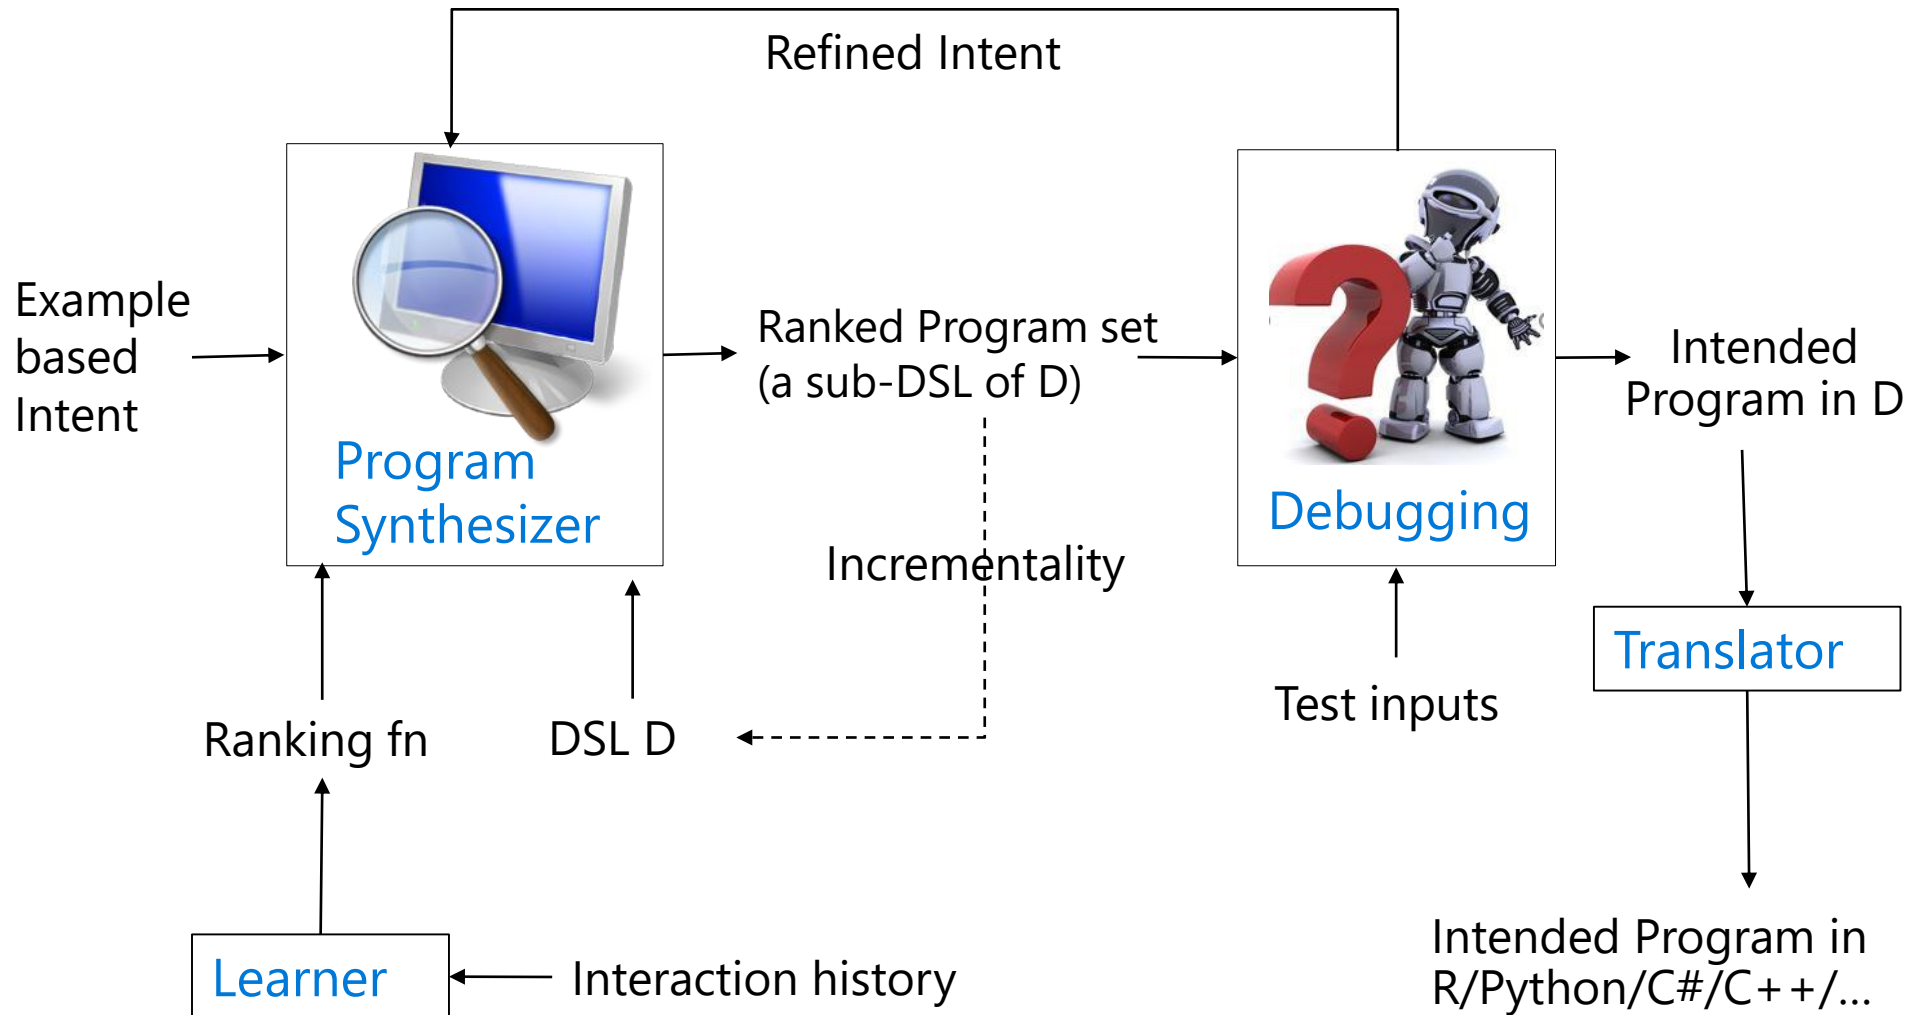 Refined Intent
Example
based
Intent
Program
Synthesizer
Ranked Program set
(a sub-DSL of D)
Debugging
Intended
Program in D
Incrementality
Translator
Test inputs
Ranking fn
DSL D
Learner
Interaction history
Intended Program in
R/Python/C#/C++/...